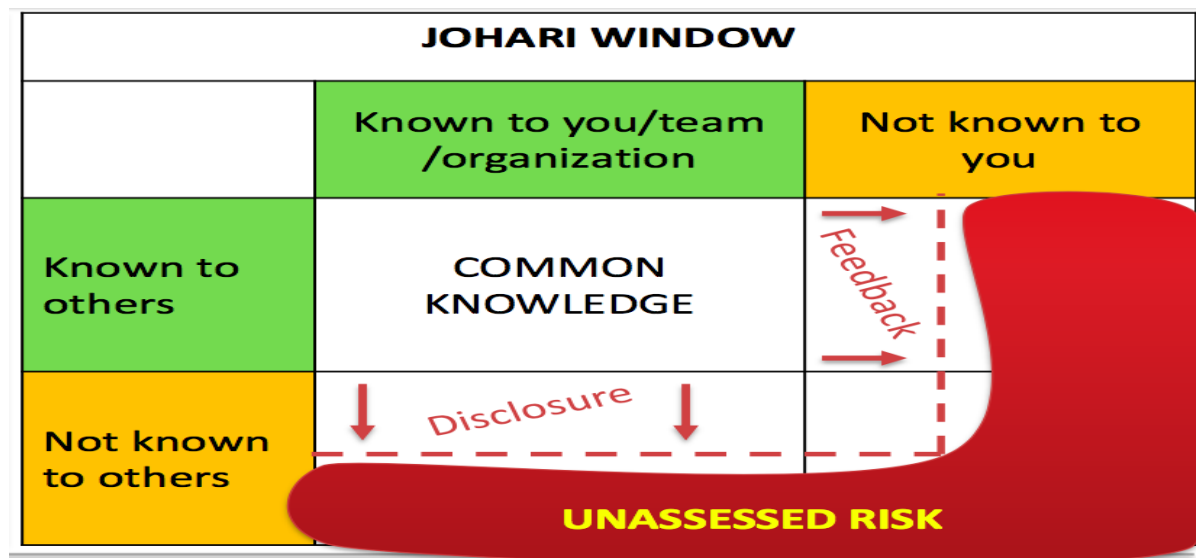 JOHARI WINDOW
Known to you/team
/organization
Not known to
you
Known to
others
COMMON
KNOWLEDGE
Feedback
Not known
to others
Disclosure
UNASSESSED RISK